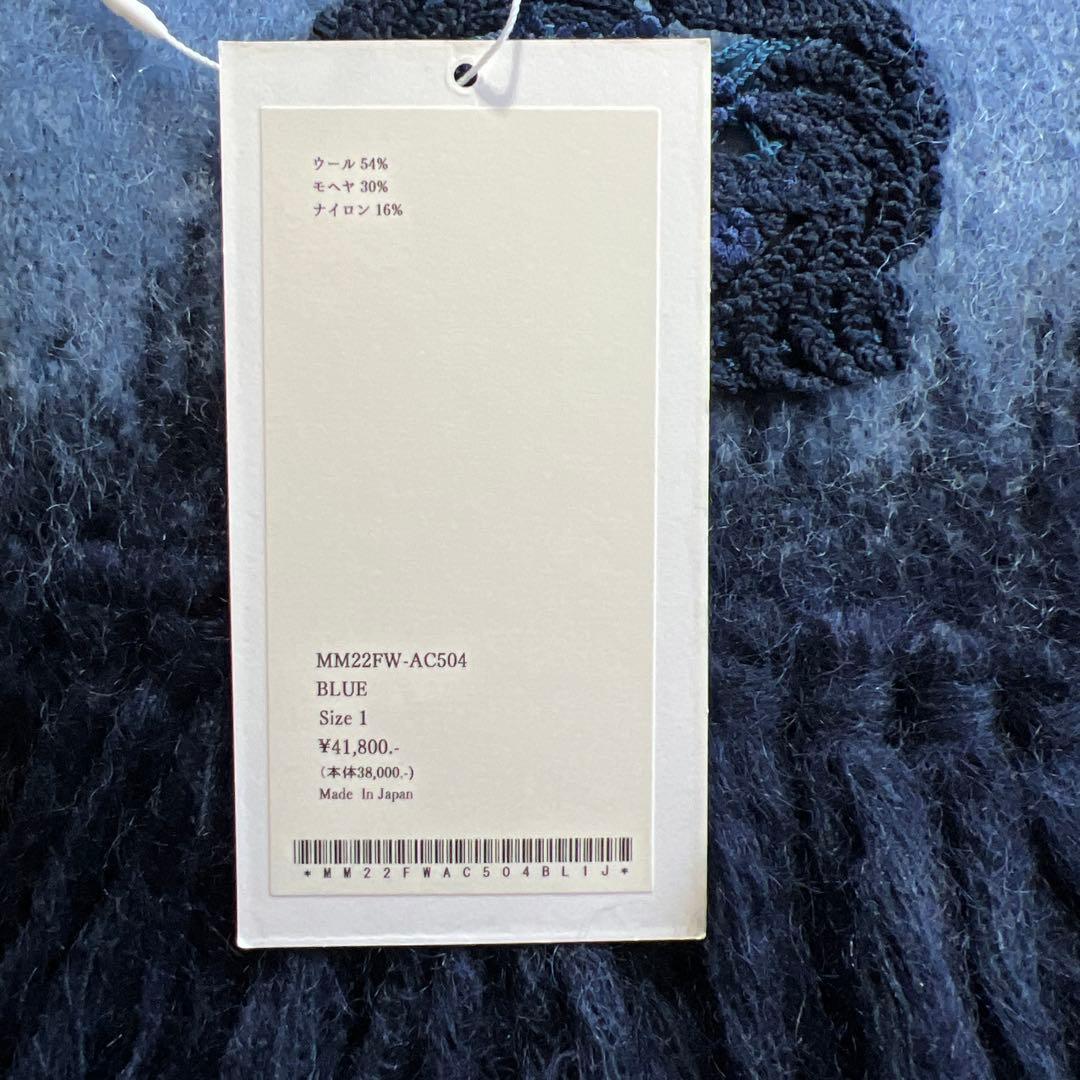 ウール 54%
モヘヤ 30%
ナイロン 16%
MM22FW-AC504
BLUE
Size 1
¥41,800.-
(本体38,000.-)
Made In Japan
*MM22FWAC504BL1J*